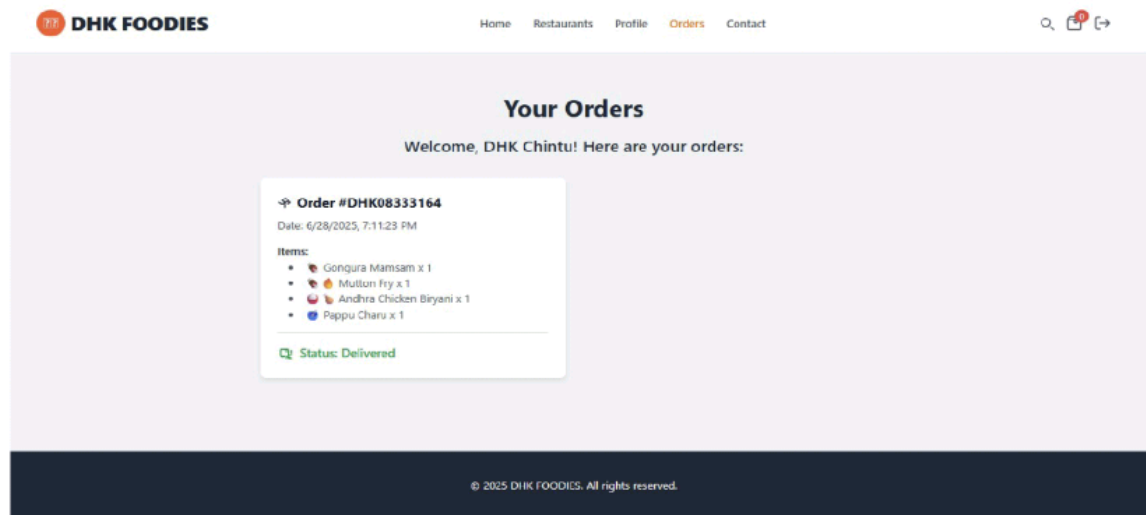 DHK FOODIES
Home Restaurants Profile Orders Contact
0
Your Orders
Welcome, DHK Chintu! Here are your orders:
Order #DHK08333164
Date: 6/28/2025, 7:11:23 PM
Items:
Gongura Mamsam x 1
Mutton Fry x 1
Andhra Chicken Biryani x 1
Pappu Charu x 1
Status: Delivered
© 2025 DHK FOODIES. All rights reserved.